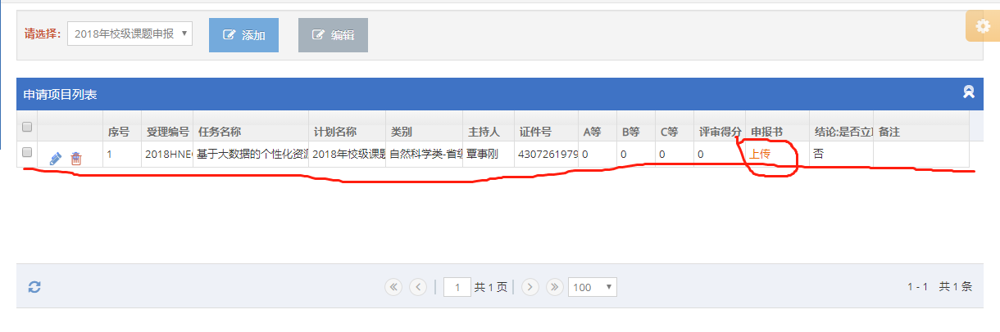 请选择: 2018年校级课题申报 添加 编辑
申请项目列表
序号 受理编号 任务名称 计划名称 类别 主持人 证件号 A等 B等 C等 评审得分 申报书 结论:是否立 备注
1 2018HNE 基于大数据的个性化资 2018年校级课题 自然科学类-省 覃事刚 4307261979 0 0 0 0 上传 否
1 共 1 页 100 1 - 1 共 1 条